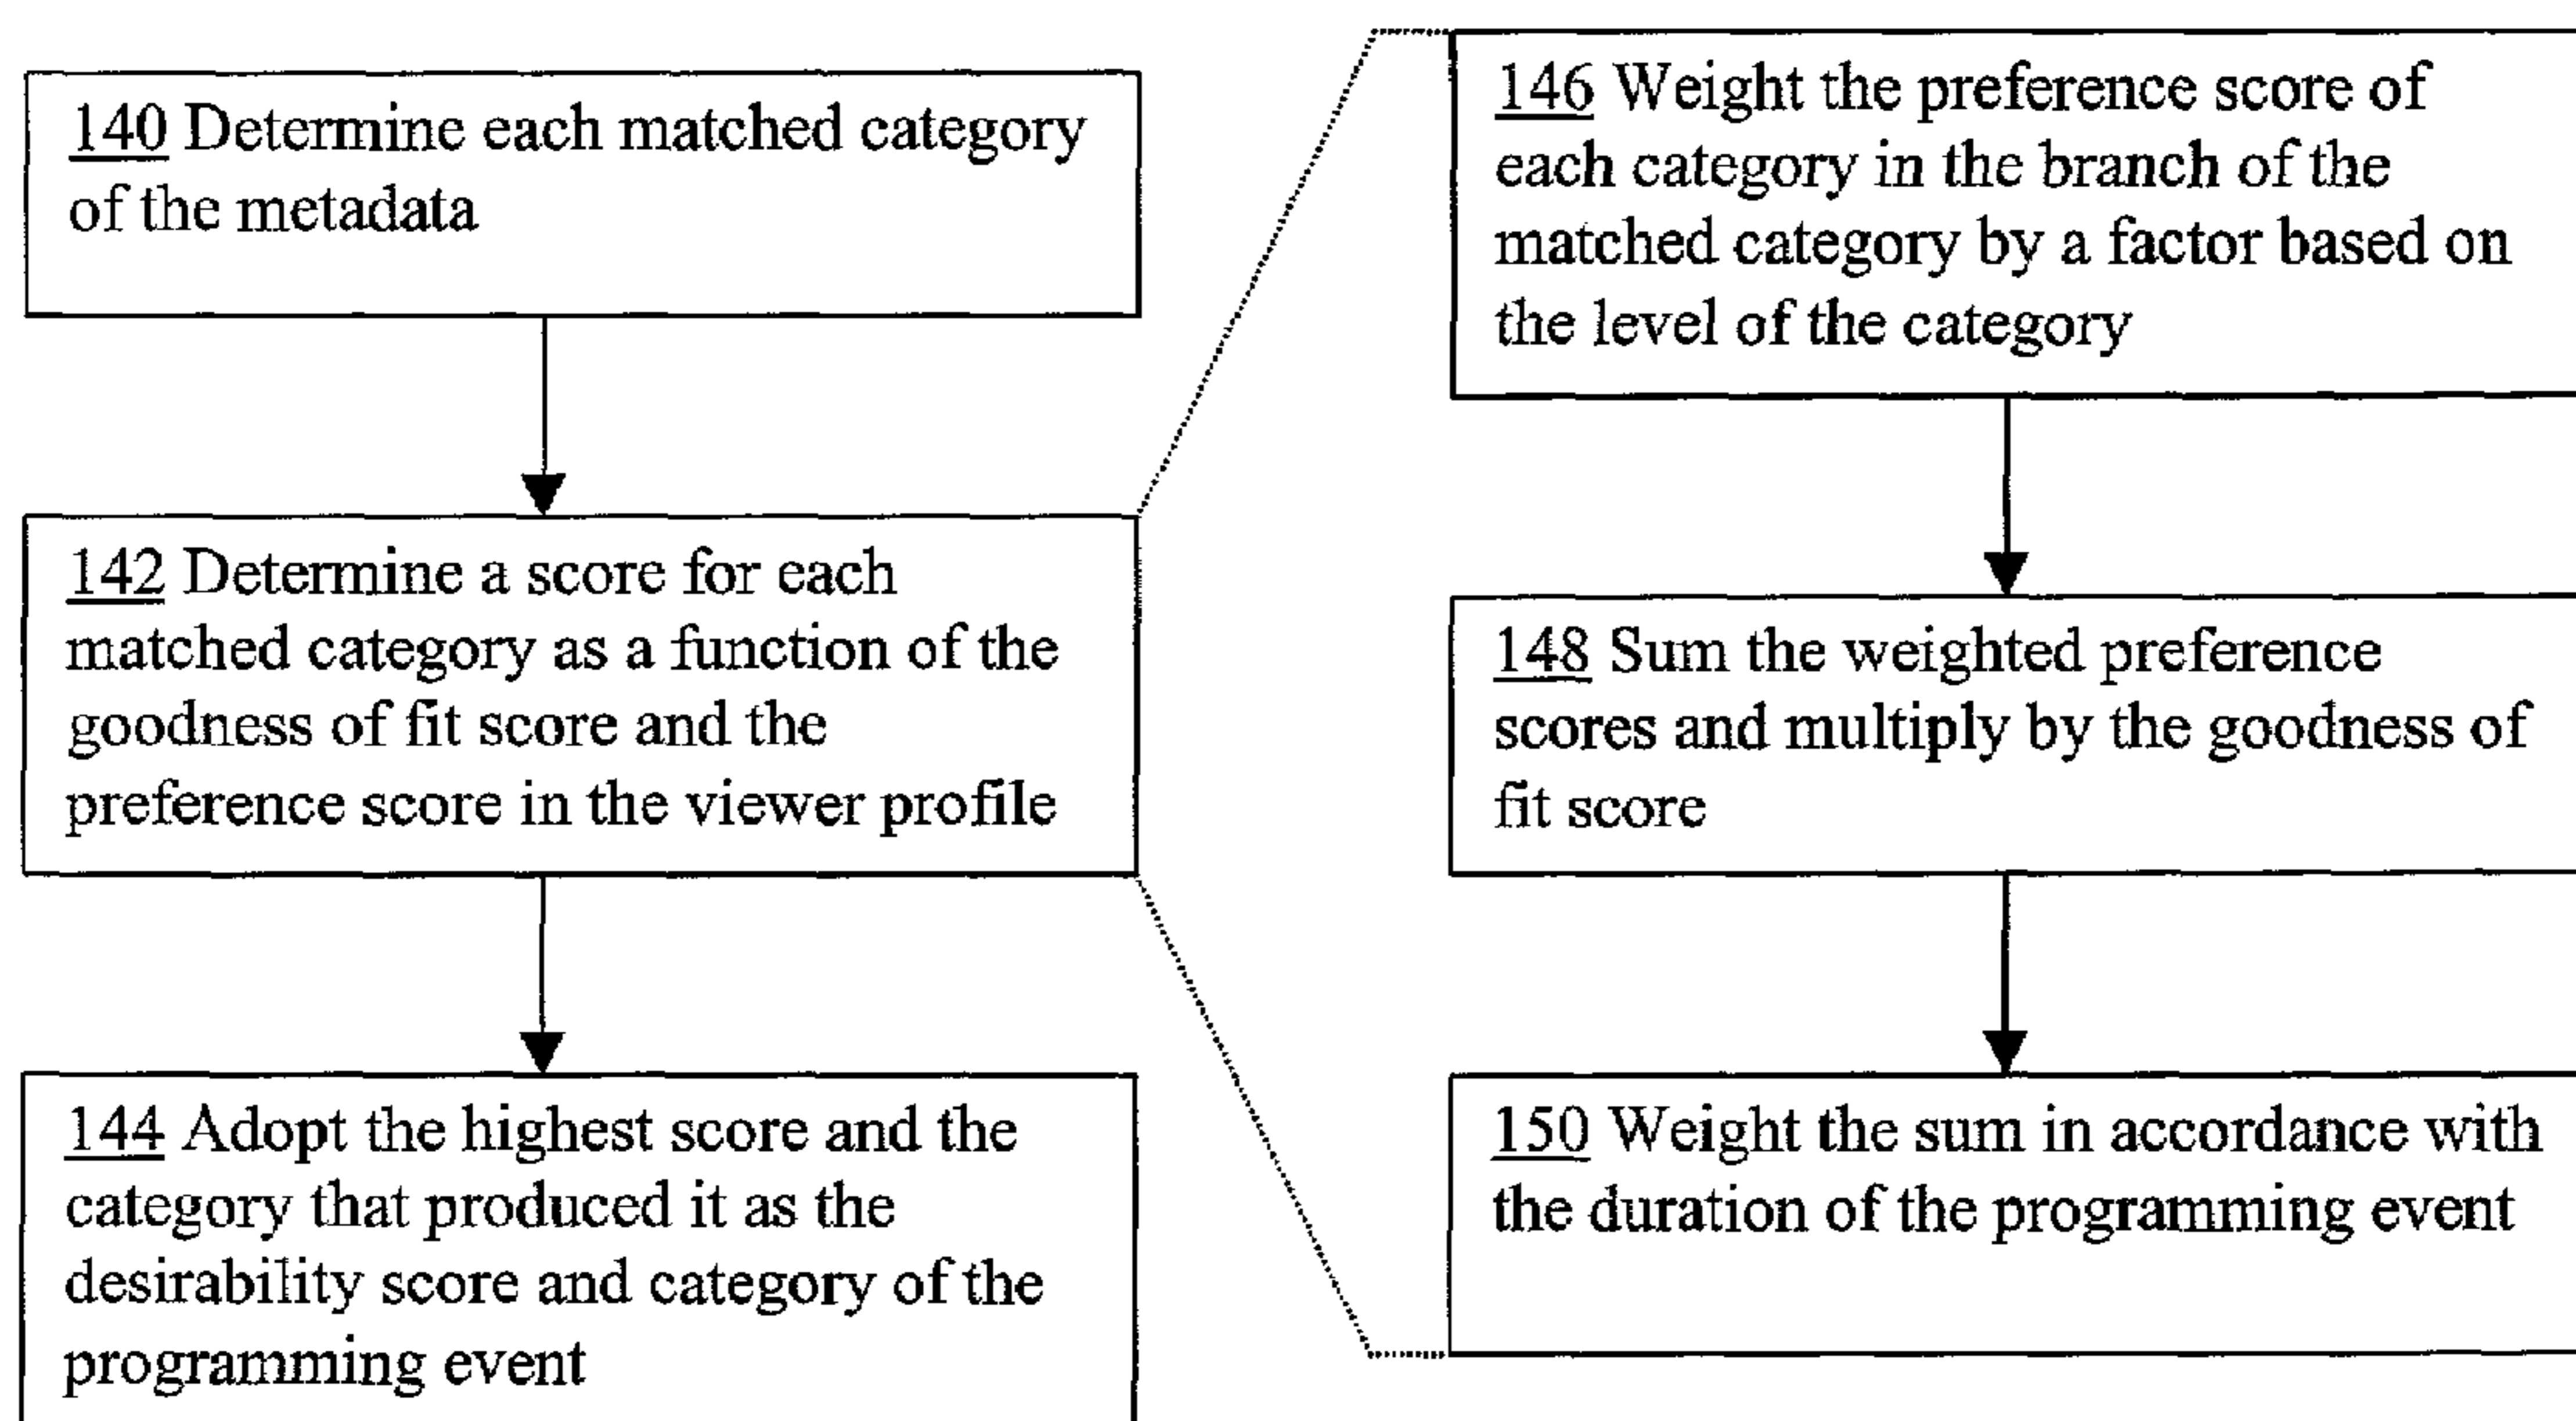 140 Determine each matched category
of the metadata
142 Determine a score for each
matched category as a function of the
goodness of fit score and the
preference score in the viewer profile
144 Adopt the highest score and the
category that produced it as the
desirability score and category of the
programming event
146 Weight the preference score of
each category in the branch of the
matched category by a factor based on
the level of the category
148 Sum the weighted preference
scores and multiply by the goodness of
fit score
150 Weight the sum in accordance with
the duration of the programming event